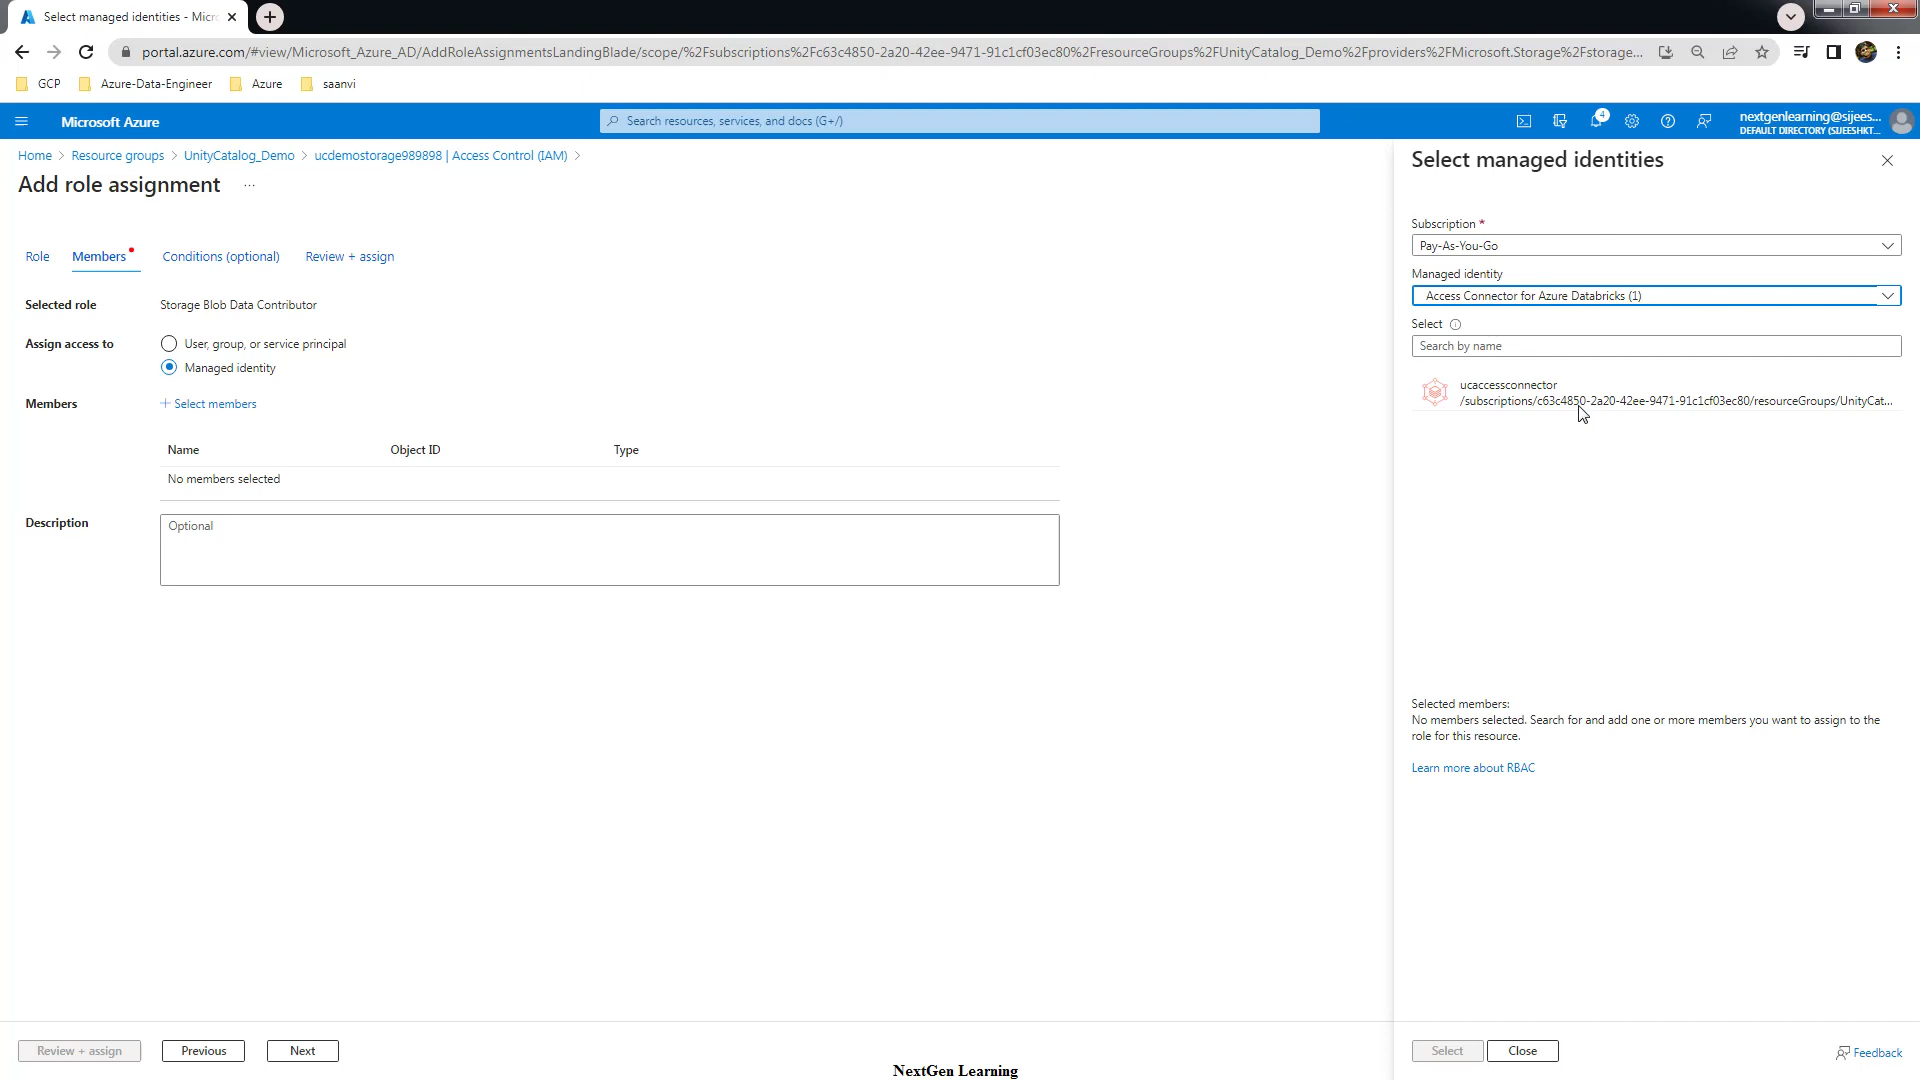 Select managed identities - Micr
portal.azure.com/#view/Microsoft_Azure_AD/AddRoleAssignmentsLandingBlade/scope/%2Fsubscriptions%2Fc63c4850-2a20-42ee-9471-91c1cf03ec80%2FresourceGroups%2FUnityCatalog_Demo%2Fproviders%2FMicrosoft.Storage%2Fstorage...
GCP
Azure-Data-Engineer
Azure
saanvi
Microsoft Azure
Search resources, services, and docs (G+/)
4
nextgenlearning@sijees...
DEFAULT DIRECTORY (SIJEESHKT...
Home > Resource groups > UnityCatalog_Demo > ucdemostorage989898 | Access Control (IAM) >
Add role assignment ...
Role
Members
Conditions (optional)
Review + assign
Selected role
Storage Blob Data Contributor
Assign access to
User, group, or service principal
Managed identity
Members
+ Select members
Name
Object ID
Type
No members selected
Description
Optional
Review + assign
Previous
Next
Select managed identities
Subscription *
Pay-As-You-Go
Managed identity
Access Connector for Azure Databricks (1)
Select
Search by name
ucaccessconnector
/subscriptions/c63c4850-2a20-42ee-9471-91c1cf03ec80/resourceGroups/UnityCat...
Selected members:
No members selected. Search for and add one or more members you want to assign to the
role for this resource.
Learn more about RBAC
Select
Close
Feedback
NextGen Learning